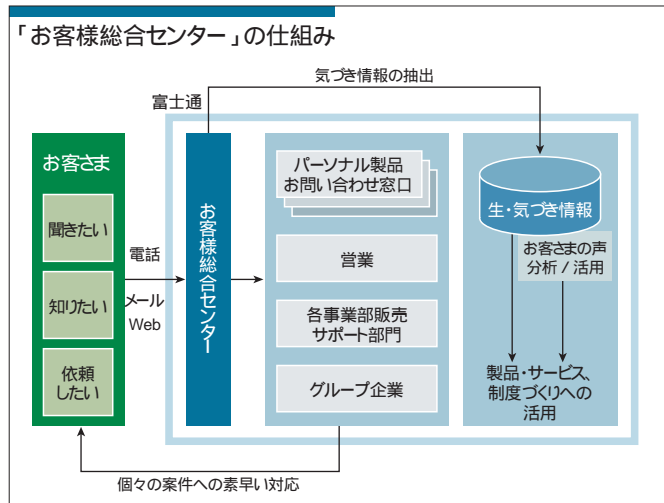 「お客様総合センター」の仕組み
気づき情報の抽出
富士通
お客さま
聞きたい
知りたい
依頼
したい
電話
メール
Web
お客様総合センター
パーソナル製品
お問い合わせ窓口
営業
各事業部販売
サポート部門
グループ企業
生・気づき情報
お客さまの声
分析 / 活用
製品・サービス、
制度づくりへの
活用
個々の案件への素早い対応